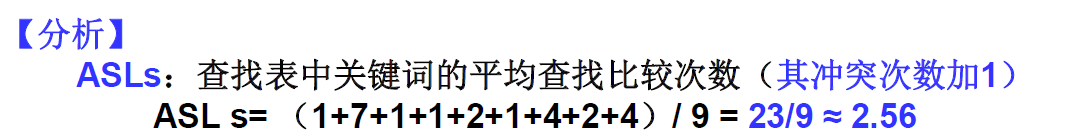 【分析】
ASLs：查找表中关键词的平均查找比较次数（其冲突次数加1）
ASL s= （1+7+1+1+2+1+4+2+4）/ 9 = 23/9 ≈ 2.56